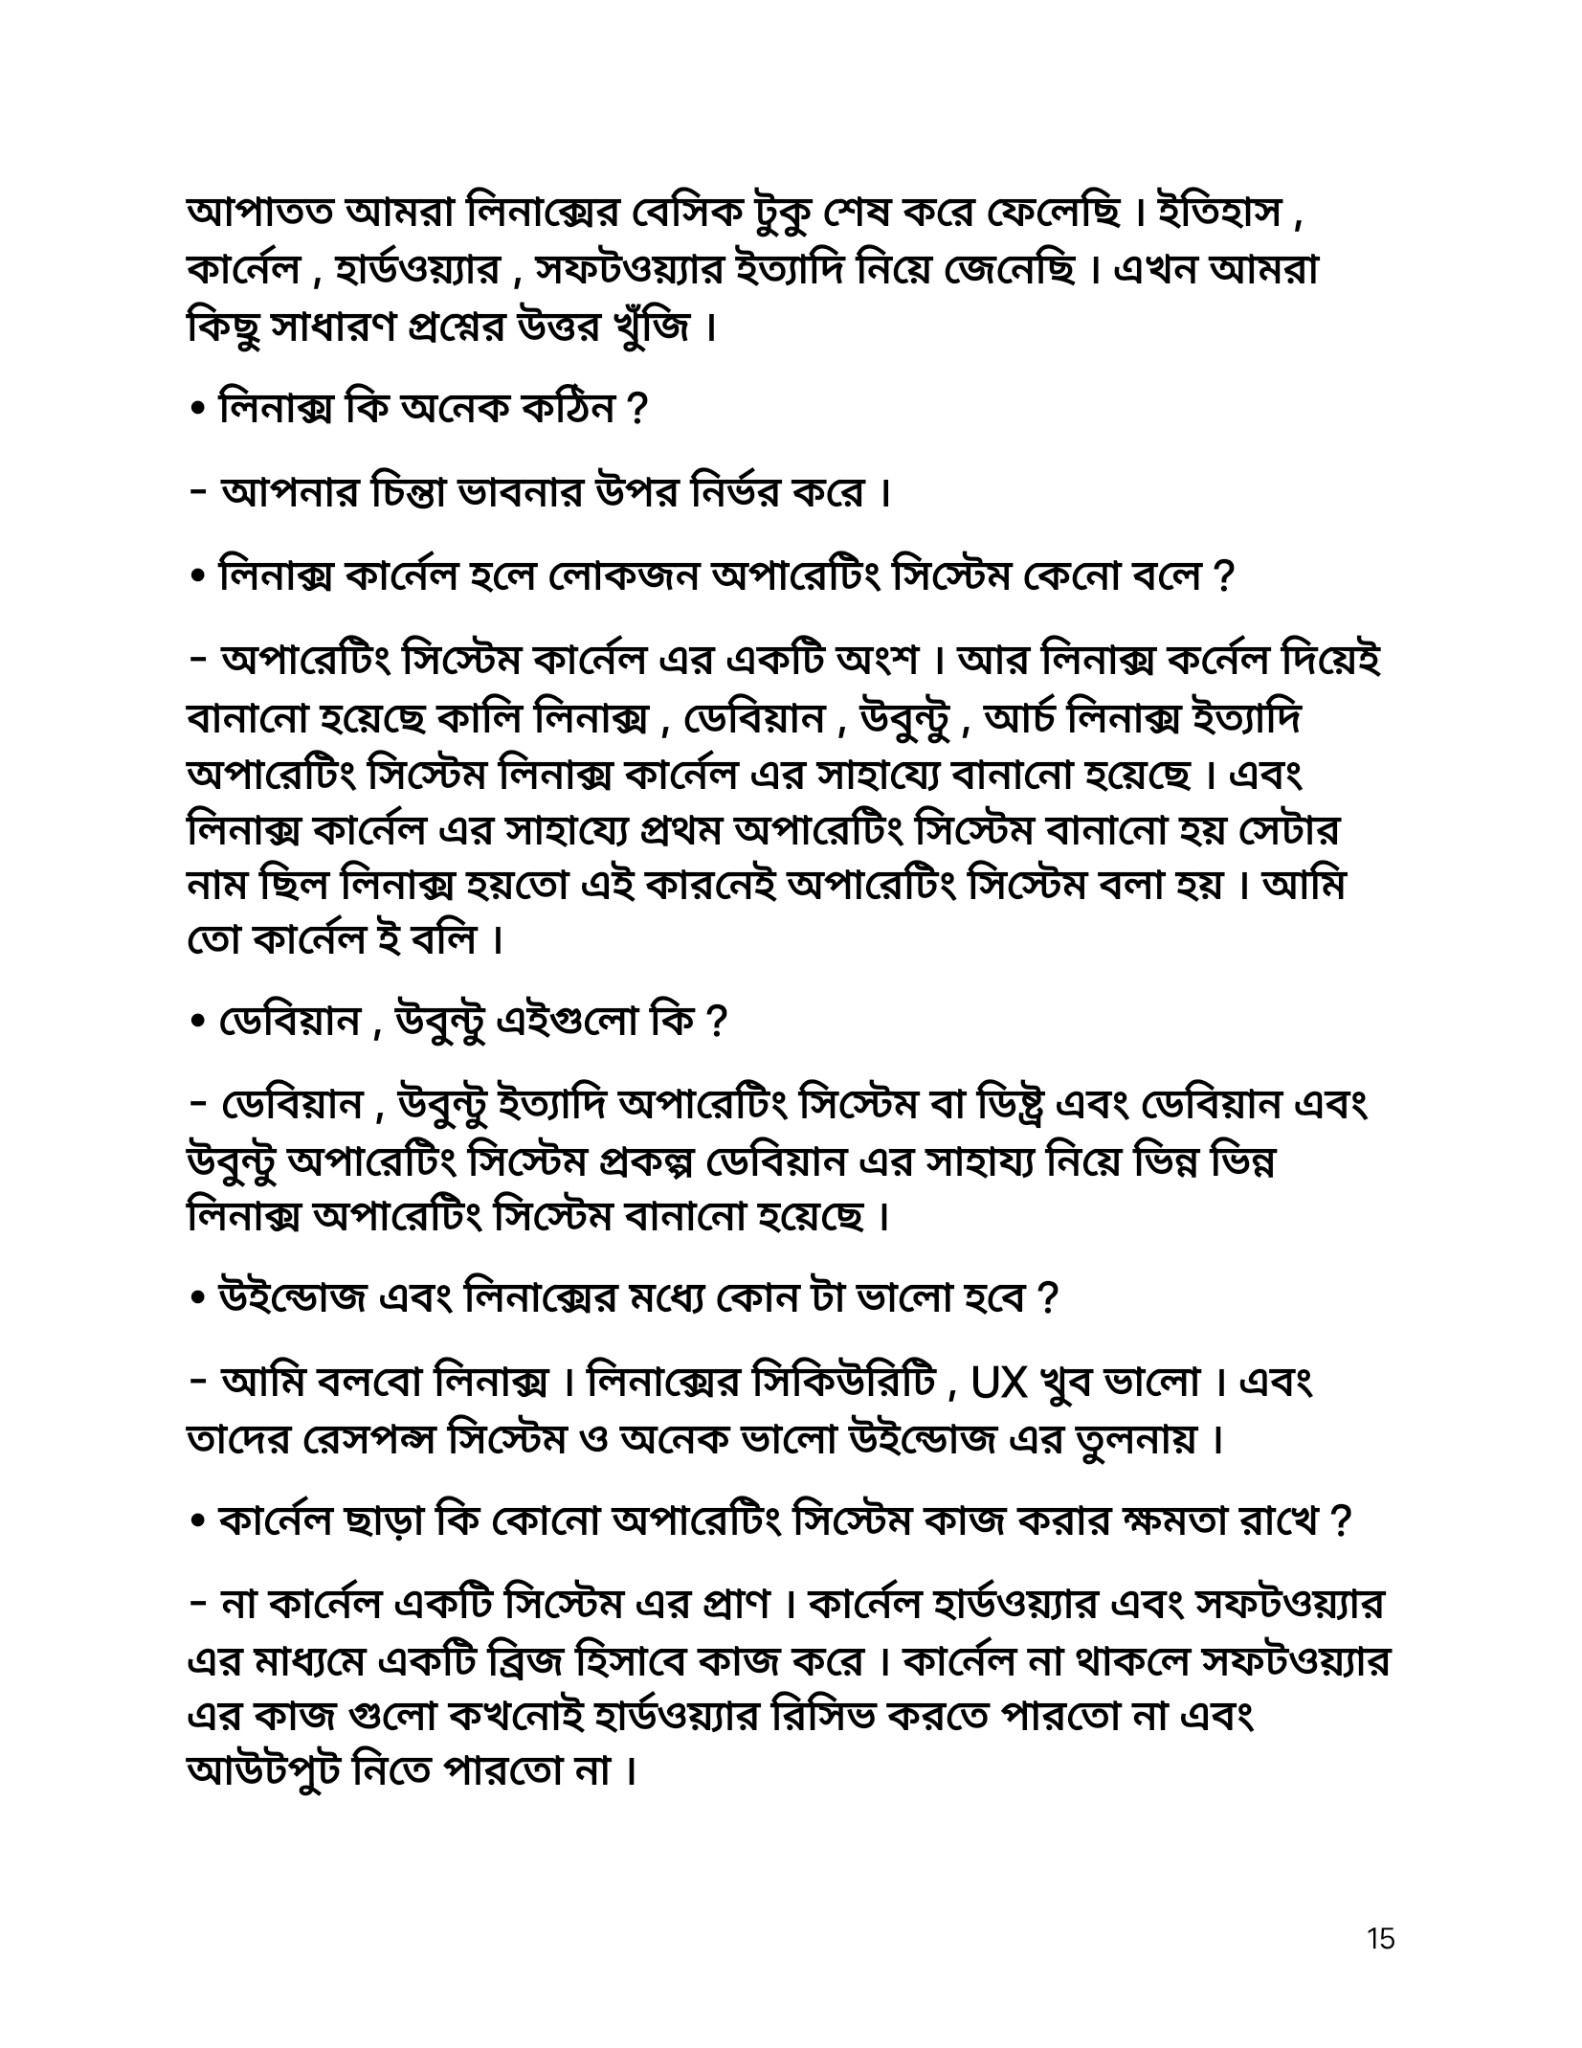 আপাতত আমরা লিনাক্সের বেসিক টুকু শেষ করে ফেলেছি । ইতিহাস ,
কার্নেল , হার্ডওয়্যার , সফটওয়্যার ইত্যাদি নিয়ে জেনেছি । এখন আমরা
কিছু সাধারণ প্রশ্নের উত্তর খুঁজি ।
• লিনাক্স কি অনেক কঠিন ?
- আপনার চিন্তা ভাবনার উপর নির্ভর করে ।
• লিনাক্স কার্নেল হলে লোকজন অপারেটিং সিস্টেম কেনো বলে ?
- অপারেটিং সিস্টেম কার্নেল এর একটি অংশ । আর লিনাক্স কর্নেল দিয়েই
বানানো হয়েছে কালি লিনাক্স , ডেবিয়ান , উবুন্টু , আর্চ লিনাক্স ইত্যাদি
অপারেটিং সিস্টেম লিনাক্স কার্নেল এর সাহায্যে বানানো হয়েছে । এবং
লিনাক্স কার্নেল এর সাহায্যে প্রথম অপারেটিং সিস্টেম বানানো হয় সেটার
নাম ছিল লিনাক্স হয়তো এই কারনেই অপারেটিং সিস্টেম বলা হয় । আমি
তো কার্নেল ই বলি ।
• ডেবিয়ান , উবুন্টু এইগুলো কি ?
- ডেবিয়ান , উবুন্টু ইত্যাদি অপারেটিং সিস্টেম বা ডিষ্ট্র এবং ডেবিয়ান এবং
উবুন্টু অপারেটিং সিস্টেম প্রকল্প ডেবিয়ান এর সাহায্য নিয়ে ভিন্ন ভিন্ন
লিনাক্স অপারেটিং সিস্টেম বানানো হয়েছে ।
• উইন্ডোজ এবং লিনাক্সের মধ্যে কোন টা ভালো হবে ?
- আমি বলবো লিনাক্স । লিনাক্সের সিকিউরিটি , UX খুব ভালো । এবং
তাদের রেসপন্স সিস্টেম ও অনেক ভালো উইন্ডোজ এর তুলনায় ।
• কার্নেল ছাড়া কি কোনো অপারেটিং সিস্টেম কাজ করার ক্ষমতা রাখে ?
- না কার্নেল একটি সিস্টেম এর প্রাণ । কার্নেল হার্ডওয়্যার এবং সফটওয়্যার
এর মাধ্যমে একটি ব্রিজ হিসাবে কাজ করে । কার্নেল না থাকলে সফটওয়্যার
এর কাজ গুলো কখনোই হার্ডওয়্যার রিসিভ করতে পারতো না এবং
আউটপুট নিতে পারতো না ।
15